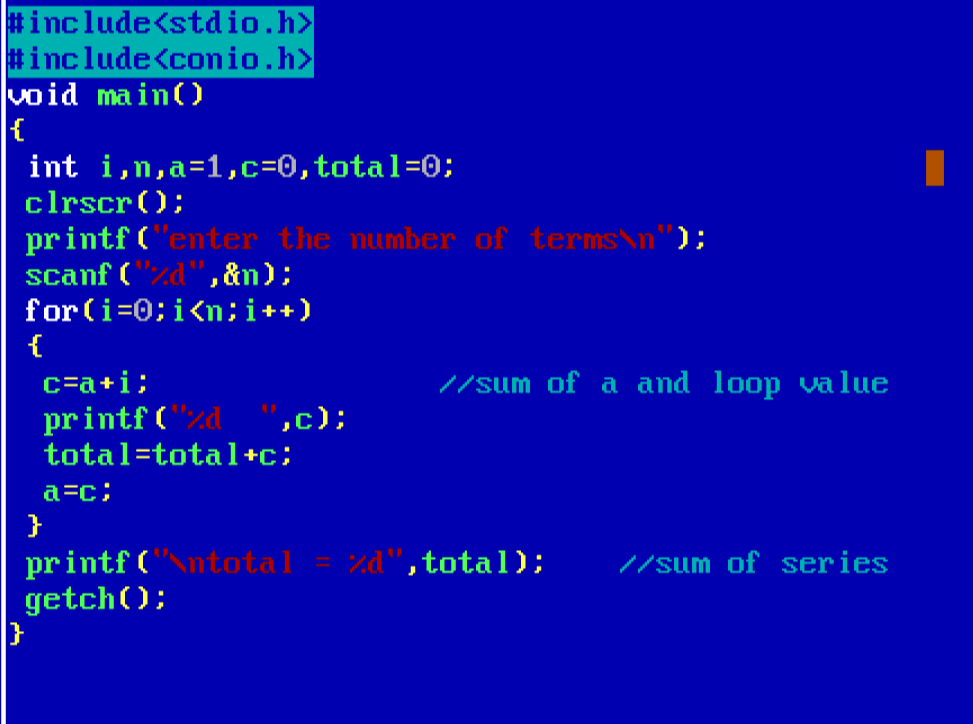 #include<stdio.h>
#include<conio.h>
void main()
{
 int i,n,a=1,c=0,total=0;
 clrscr();
 printf("enter the number of terms\n");
 scanf("%d",&n);
 for(i=0;i<n;i++)
 {
  c=a+i;                //sum of a and loop value
  printf("%d  ",c);
  total=total+c;
  a=c;
 }
 printf("\ntotal = %d",total);    //sum of series
 getch();
}